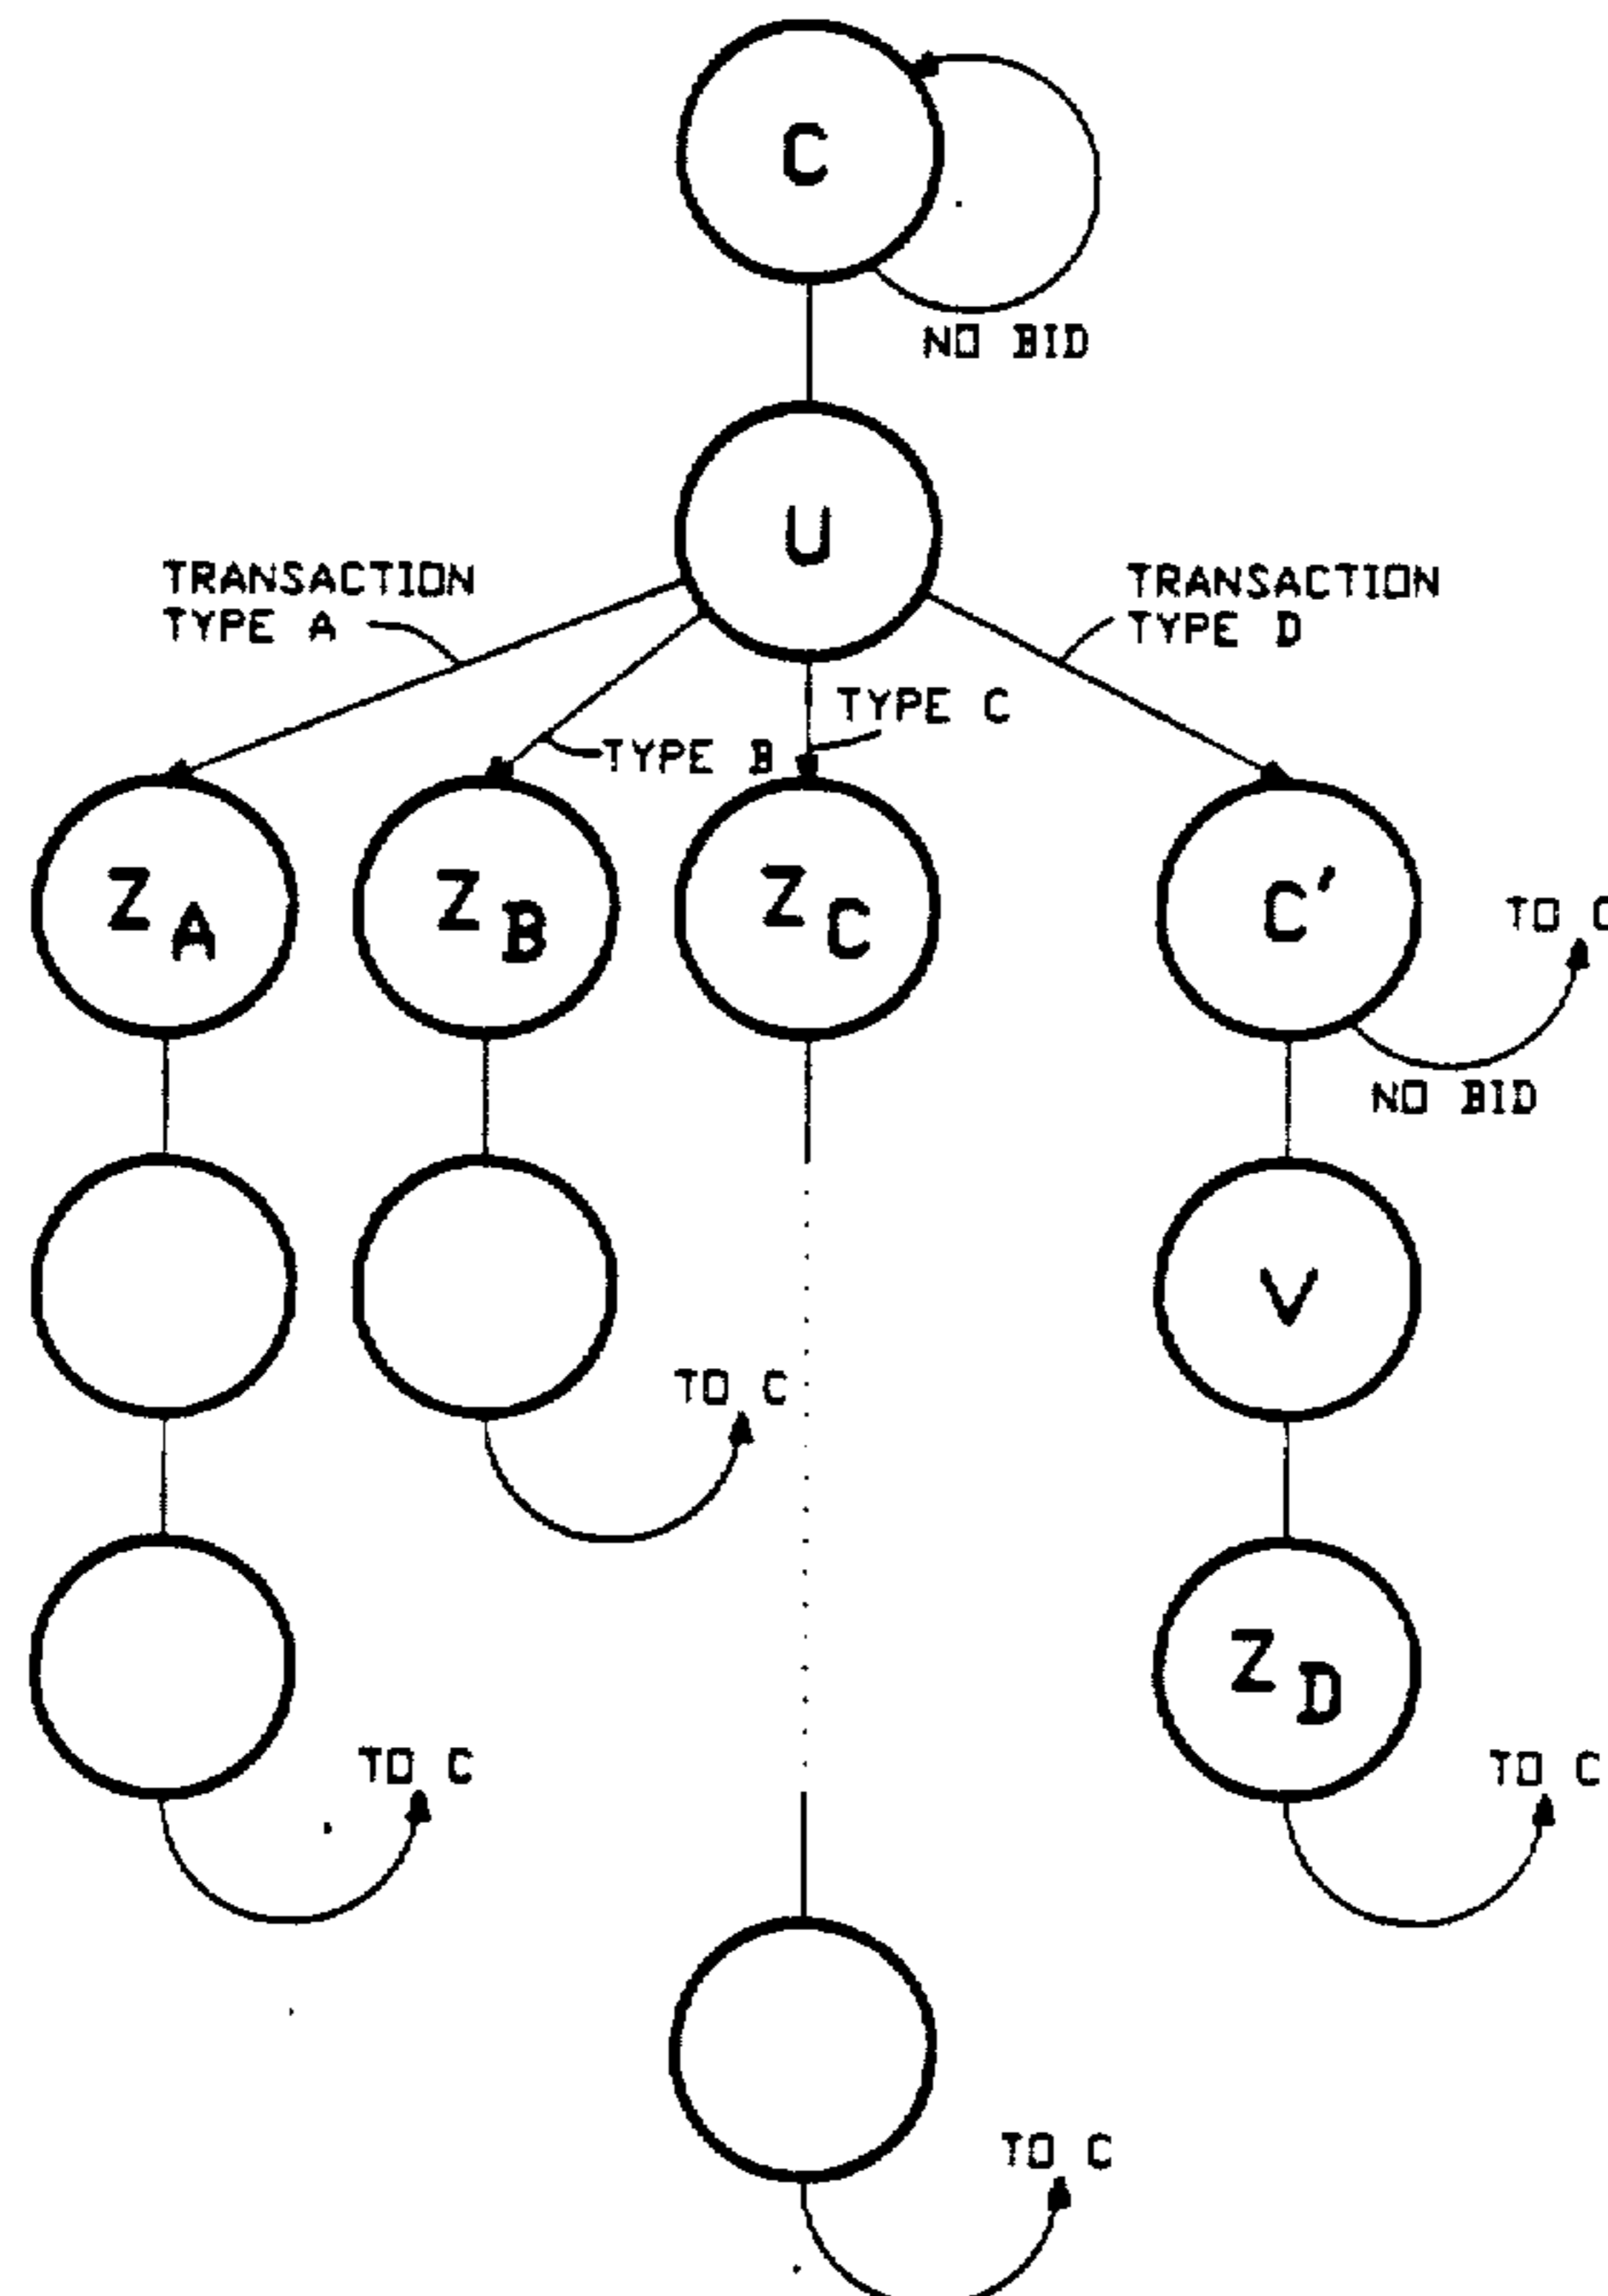 C
NO BID
U
TRANSACTION
TYPE A
TRANSACTION
TYPE D
TYPE C
TYPE B
Z A
Z B
Z C
C'
TO C
NO BID
V
TO C
Z D
TO C
TO C
TO C